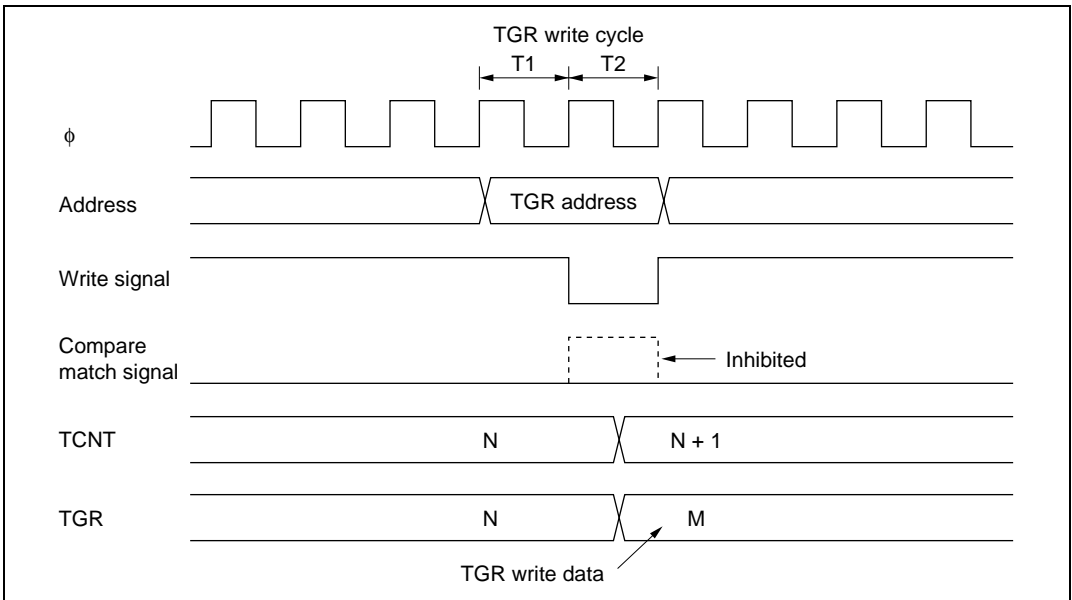 TGR write cycle
T1 T2
ϕ
Address TGR address
Write signal
Compare
match signal
Inhibited
TCNT N N + 1
TGR N M
TGR write data